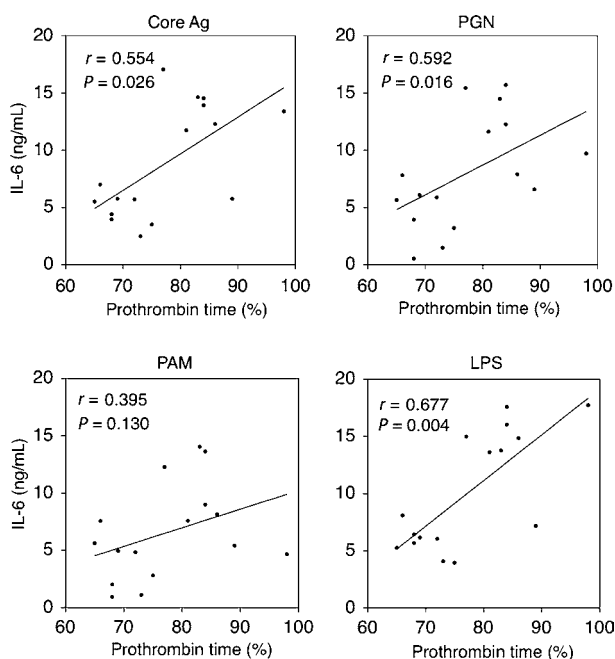 Core Ag
r = 0.554
P = 0.026
20
15
10
5
0
IL-6 (ng/mL)
60 70 80 90 100
Prothrombin time (%)
PGN
r = 0.592
P = 0.016
20
15
10
5
0
60 70 80 90 100
Prothrombin time (%)
PAM
r = 0.395
P = 0.130
20
15
10
5
0
IL-6 (ng/mL)
60 70 80 90 100
Prothrombin time (%)
LPS
r = 0.677
P = 0.004
20
15
10
5
0
60 70 80 90 100
Prothrombin time (%)